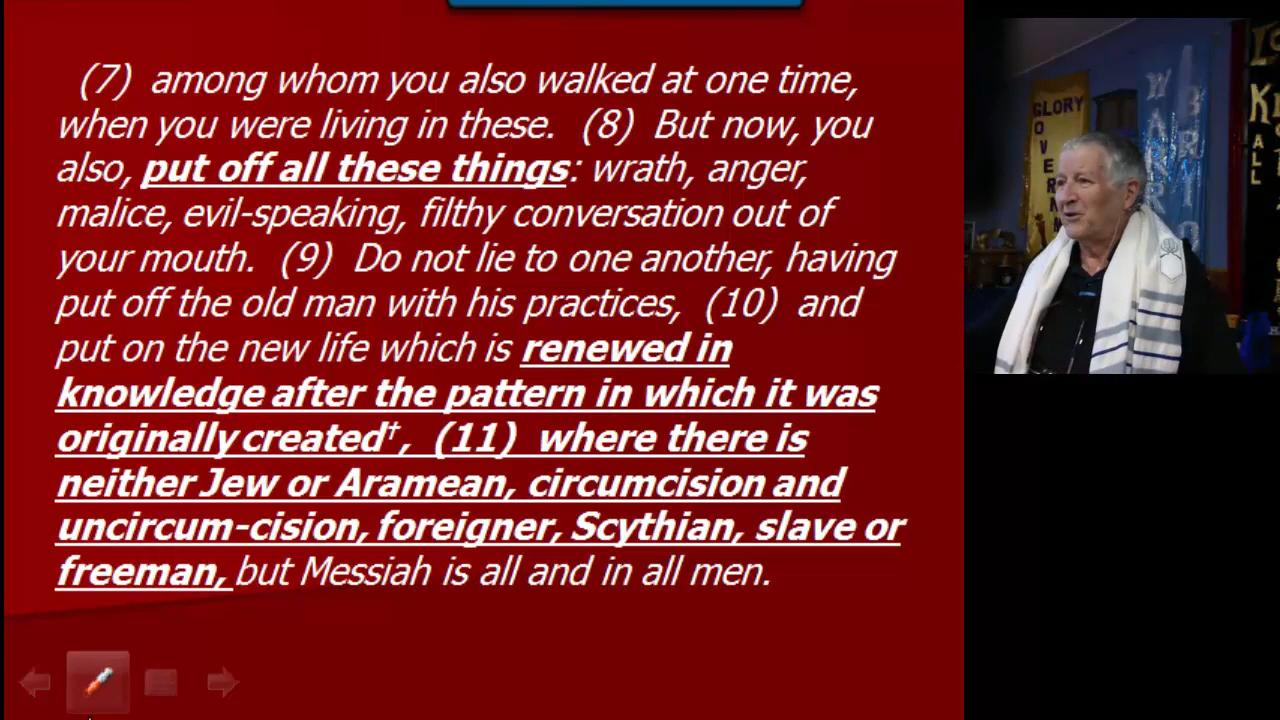 (7) among whom you also walked at one time,
when you were living in these. (8) But now, you
also, put off all these things: wrath, anger,
malice, evil-speaking, filthy conversation out of
your mouth. (9) Do not lie to one another, having
put off the old man with his practices, (10) and
put on the new life which is renewed in
knowledge after the pattern in which it was
originally created†, (11) where there is
neither Jew or Aramean, circumcision and
uncircum-cision, foreigner, Scythian, slave or
freeman, but Messiah is all and in all men.
GLORY